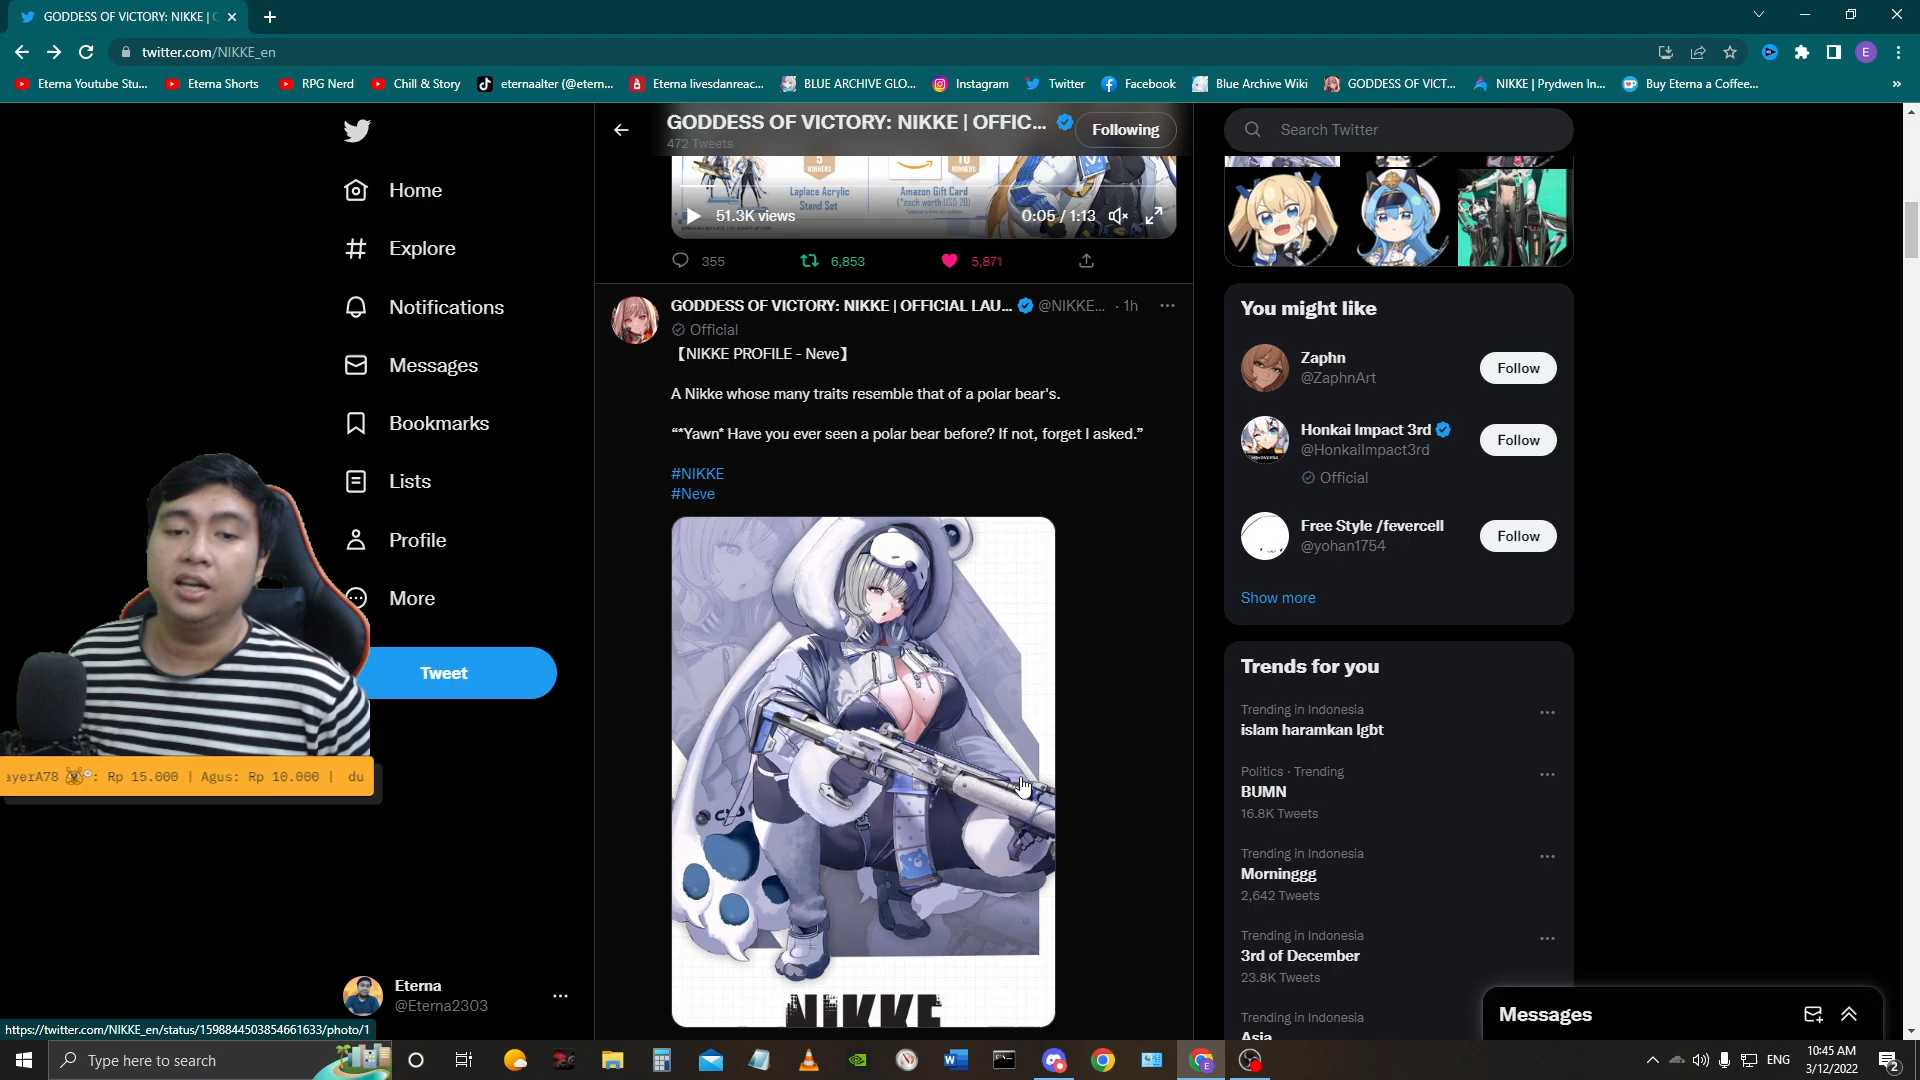 GODDESS OF VICTORY: NIKKE |
twitter.com/NIKKE_en
Eterna Youtube Stu...
Eterna Shorts
RPG Nerd
Chill & Story
eternaalter (@etern...
Eterna livesdanreac...
BLUE ARCHIVE GLO...
Instagram
Twitter
Facebook
Blue Archive Wiki
GODDESS OF VICT...
NIKKE | Prydwen In...
Buy Eterna a Coffee...
Home
Explore
Notifications
Messages
Bookmarks
Lists
Profile
More
Tweet
ayerA78 : Rp 15.000 | Agus: Rp 10.000 | du
Eterna
@Eterna2303
GODDESS OF VICTORY: NIKKE | OFFIC...
Following
472 Tweets
5 WINNERS
Laplace Acrylic
Stand Set
10 WINNERS
Amazon Gift Card
51.3K views
0:05 / 1:13
355
6,853
5,871
GODDESS OF VICTORY: NIKKE | OFFICIAL LAU... @NIKKE... · 1h
Official
【NIKKE PROFILE - Neve】
A Nikke whose many traits resemble that of a polar bear's.
“*Yawn* Have you ever seen a polar bear before? If not, forget I asked.”
#NIKKE
#Neve
NIKKE
Search Twitter
You might like
Zaphn
@ZaphnArt
Follow
Honkai Impact 3rd
@HonkaiImpact3rd
Official
Follow
Free Style /fevercell
@yohan1754
Follow
Show more
Trends for you
Trending in Indonesia
islam haramkan lgbt
Politics · Trending
BUMN
16.8K Tweets
Trending in Indonesia
Morninggg
2,642 Tweets
Trending in Indonesia
3rd of December
23.8K Tweets
Trending in Indonesia
Asia
Messages
https://twitter.com/NIKKE_en/status/1598844503854661633/photo/1
Type here to search
ENG
10:45 AM
3/12/2022
2